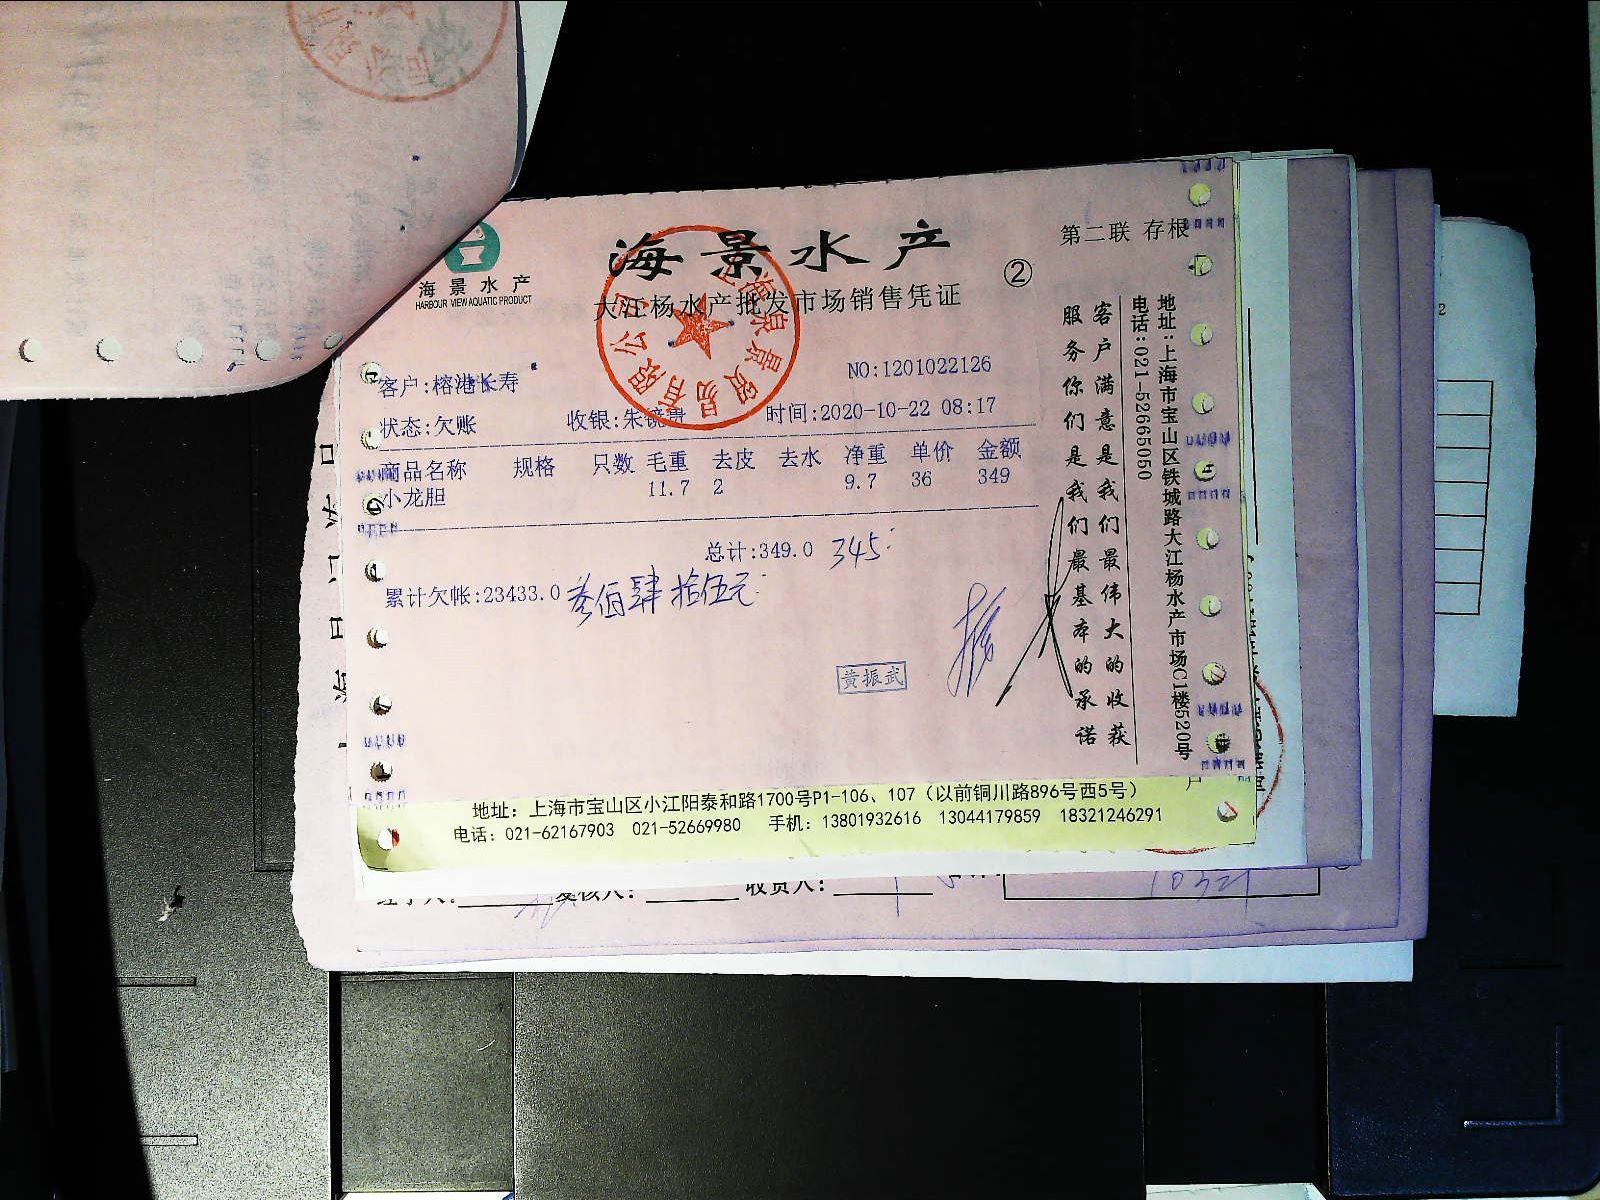 海景水产
HARBOUR VIEW AQUATIC PRODUCT
海景水产
大江杨水产批发市场销售凭证
②
第二联 存根
客户:榕港长寿
NO:1201022126
状态:欠账 收银:朱镜 时间:2020-10-22 08:17
商品名称 规格 只数 毛重 去皮 去水 净重 单价 金额
小龙胆 11.7 2 9.7 36 349
总计:349.0 345
累计欠帐:23433.0 叁佰肆拾伍元
黄振武
客户满意是我们最伟大的收获
服务你们是我们最基本的承诺
地址:上海市宝山区铁城路大江杨水产市场C1楼520号
电话:021-52665050
地址：上海市宝山区小江阳泰和路1700号P1-106、107（以前铜川路896号西5号）
电话：021-62167903 021-52669980 手机：13801932616 13044179859 18321246291
复核人： 收货人：